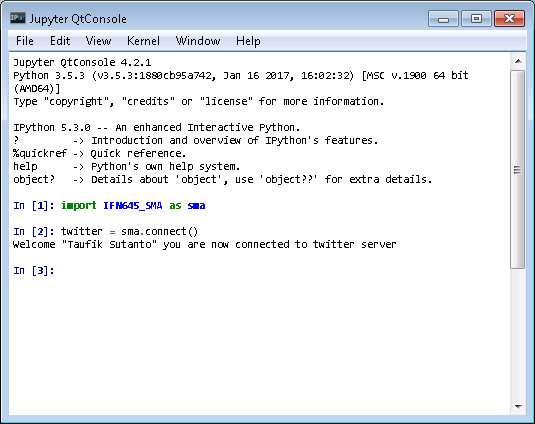 IP[y]: Jupyter QtConsole
File Edit View Kernel Window Help
Jupyter QtConsole 4.2.1
Python 3.5.3 (v3.5.3:1880cb95a742, Jan 16 2017, 16:02:32) [MSC v.1900 64 bit
(AMD64)]
Type "copyright", "credits" or "license" for more information.
IPython 5.3.0 -- An enhanced Interactive Python.
? -> Introduction and overview of IPython's features.
%quickref -> Quick reference.
help -> Python's own help system.
object? -> Details about 'object', use 'object??' for extra details.
In [1]: import IFN645_SMA as sma
In [2]: twitter = sma.connect()
Welcome "Taufik Sutanto" you are now connected to twitter server
In [3]: